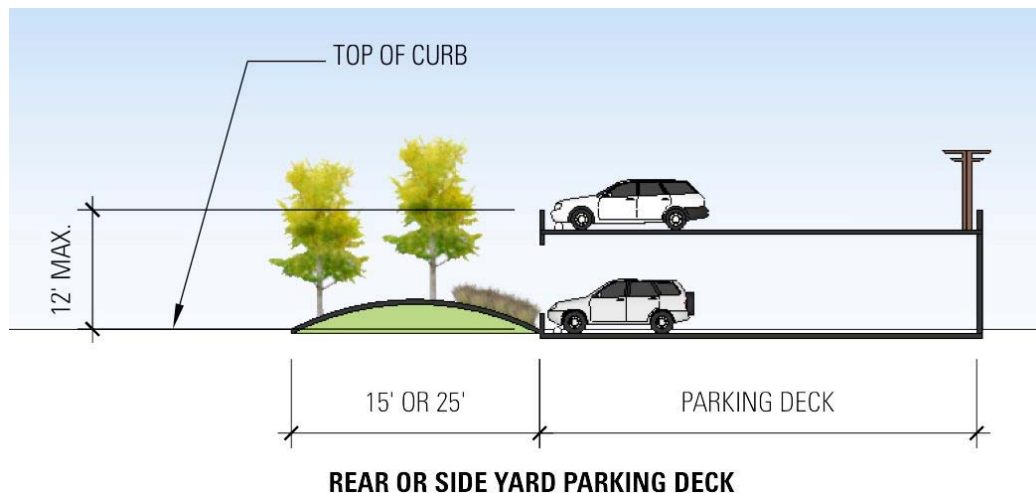 TOP OF CURB
12' MAX.
15' OR 25'
PARKING DECK
REAR OR SIDE YARD PARKING DECK